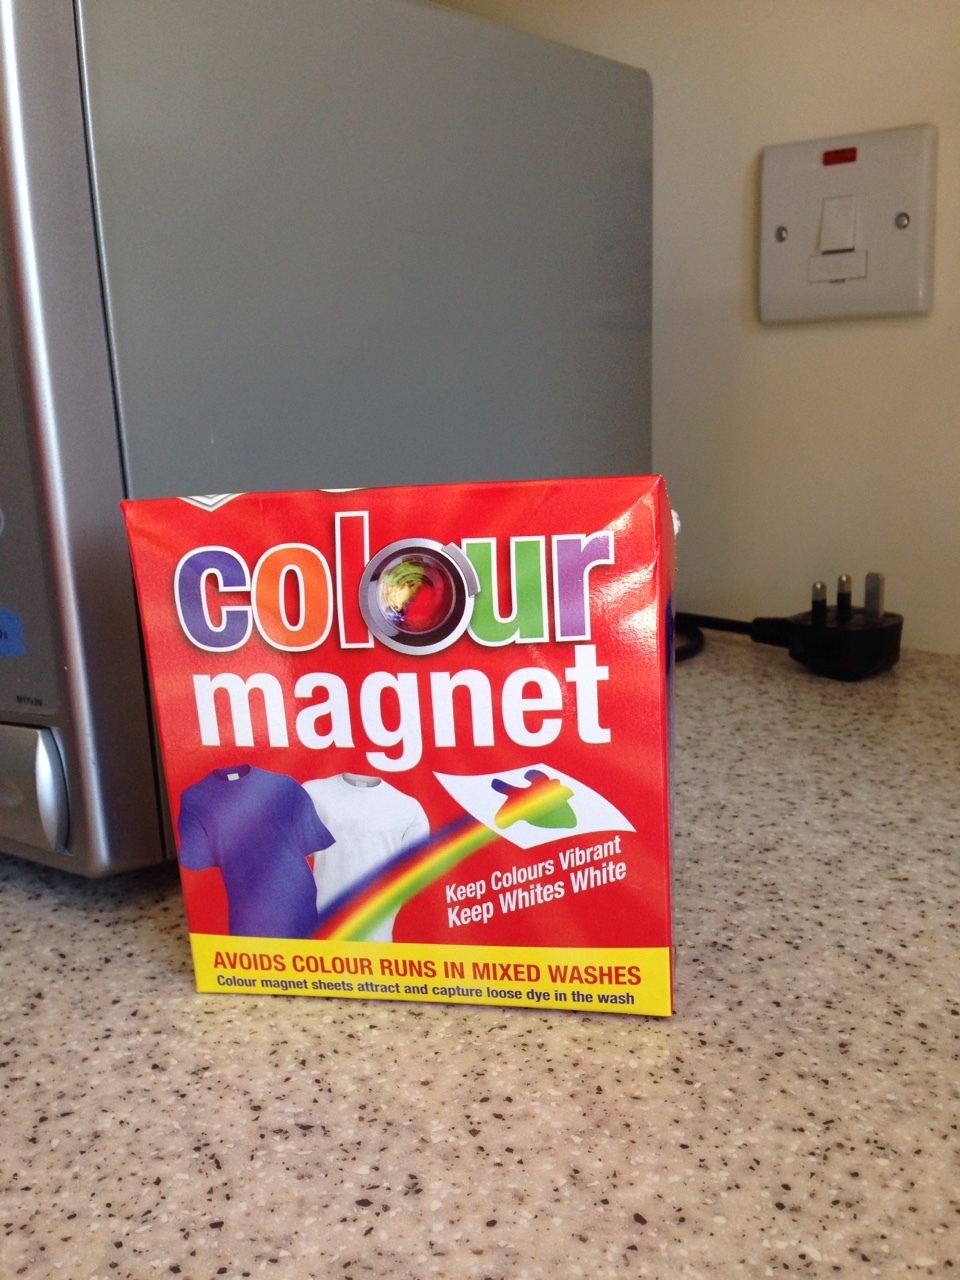 colour
magnet
Keep Colours Vibrant
Keep Whites White
AVOIDS COLOUR RUNS IN MIXED WASHES
Colour magnet sheets attract and capture loose dye in the wash